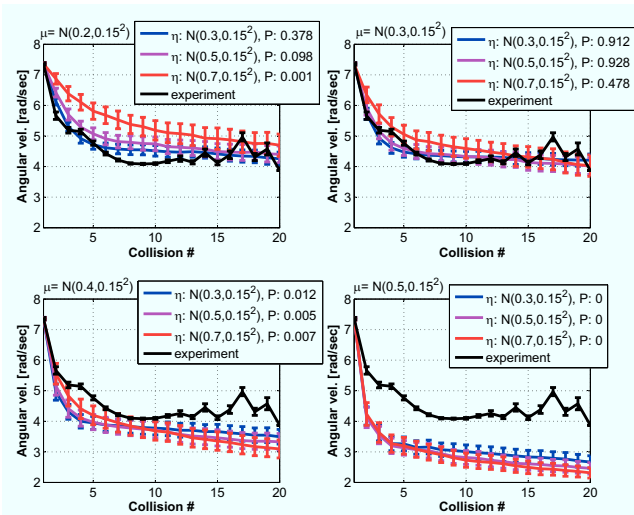 μ= N(0.2,0.15²)
η: N(0.3,0.15²), P: 0.378
η: N(0.5,0.15²), P: 0.098
η: N(0.7,0.15²), P: 0.001
experiment
Angular vel. [rad/sec]
8
7
6
5
4
3
2
5
10
15
20
Collision #
μ= N(0.3,0.15²)
η: N(0.3,0.15²), P: 0.912
η: N(0.5,0.15²), P: 0.928
η: N(0.7,0.15²), P: 0.478
experiment
Angular vel. [rad/sec]
8
7
6
5
4
3
2
5
10
15
20
Collision #
μ= N(0.4,0.15²)
η: N(0.3,0.15²), P: 0.012
η: N(0.5,0.15²), P: 0.005
η: N(0.7,0.15²), P: 0.007
experiment
Angular vel. [rad/sec]
8
7
6
5
4
3
2
5
10
15
20
Collision #
μ= N(0.5,0.15²)
η: N(0.3,0.15²), P: 0
η: N(0.5,0.15²), P: 0
η: N(0.7,0.15²), P: 0
experiment
Angular vel. [rad/sec]
8
7
6
5
4
3
2
5
10
15
20
Collision #